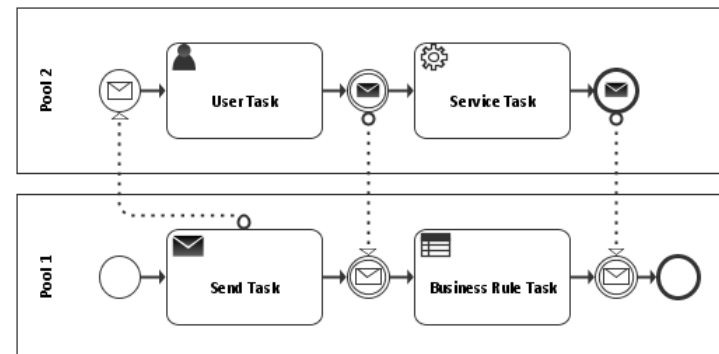 Pool 2
User Task
Service Task
Pool 1
Send Task
Business Rule Task